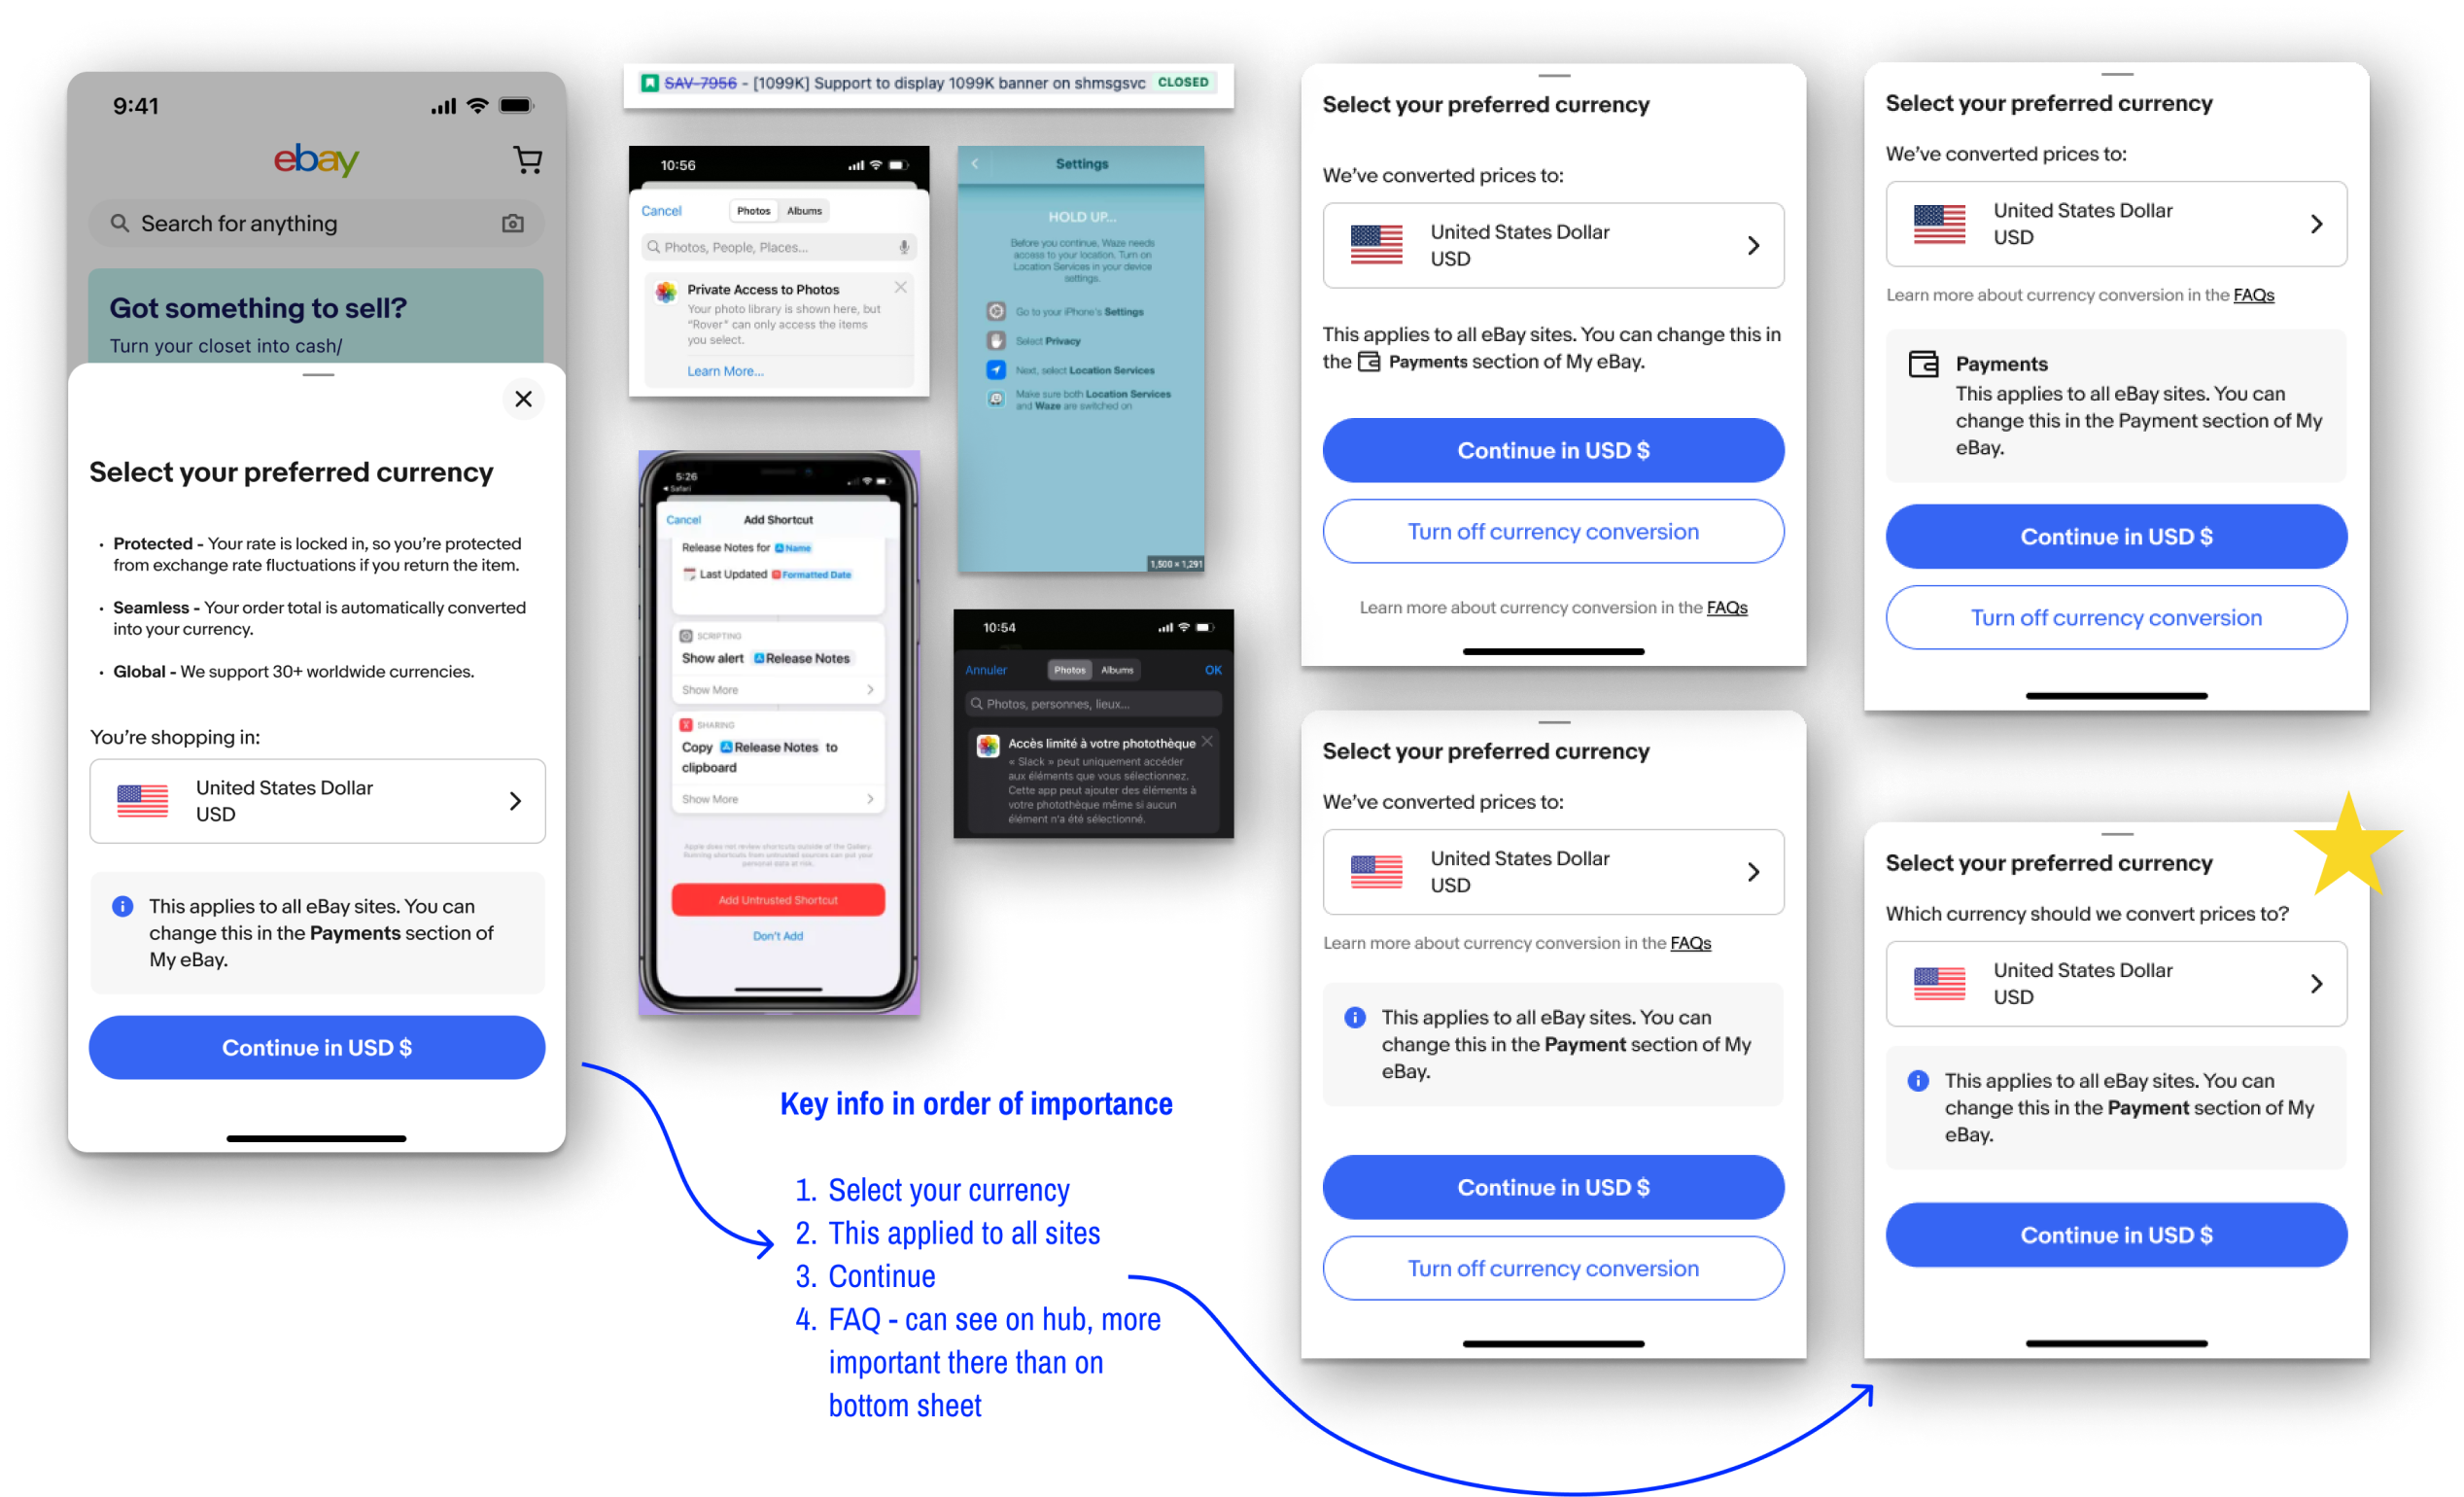 9:41
ebay
Search for anything
Got something to sell?
Turn your closet into cash/
Select your preferred currency
• Protected - Your rate is locked in, so you're protected
from exchange rate fluctuations if you return the item.
• Seamless - Your order total is automatically converted
into your currency.
• Global - We support 30+ worldwide currencies.
You're shopping in:
United States Dollar
USD
This applies to all eBay sites. You can
change this in the Payments section of
My eBay.
Continue in USD $
SAV-7956 - [1099K] Support to display 1099K banner on shmsgsvc CLOSED
10:56
Cancel Photos Albums
Photos, People, Places...
Private Access to Photos
Your photo library is shown here, but
"Rover" can only access the items
you select.
Learn More...
Settings
HOLD UP...
Before you continue, Waze needs
access to your location. Turn on
Location Services in your device
settings.
Go to your iPhone's Settings
Select Privacy
Next, select Location Services
Make sure both Location Services
and Waze are switched on
1,500 × 1,291
5:26
Safari
Cancel Add Shortcut
Release Notes for Name
Last Updated Formatted Date
SCRIPTING
Show alert Release Notes
Show More
SHARING
Copy Release Notes to
clipboard
Show More
Apple does not review shortcuts outside of the Gallery.
Running shortcuts from untrusted sources can put your
personal data at risk.
Add Untrusted Shortcut
Don't Add
10:54
Annuler Photos Albums OK
Photos, personnes, lieux...
Accès limité à votre photothèque
« Slack » peut uniquement accéder
aux éléments que vous sélectionnez.
Cette app peut ajouter des éléments à
votre photothèque même si aucun
élément n'a été sélectionné.
Key info in order of importance
1. Select your currency
2. This applied to all sites
3. Continue
4. FAQ - can see on hub, more
important there than on
bottom sheet
Select your preferred currency
We've converted prices to:
United States Dollar
USD
This applies to all eBay sites. You can change this in
the Payments section of My eBay.
Continue in USD $
Turn off currency conversion
Learn more about currency conversion in the FAQs
Select your preferred currency
We've converted prices to:
United States Dollar
USD
Learn more about currency conversion in the FAQs
Payments
This applies to all eBay sites. You can
change this in the Payment section of My
eBay.
Continue in USD $
Turn off currency conversion
Select your preferred currency
We've converted prices to:
United States Dollar
USD
Learn more about currency conversion in the FAQs
This applies to all eBay sites. You can
change this in the Payment section of My
eBay.
Continue in USD $
Turn off currency conversion
Select your preferred currency
Which currency should we convert prices to?
United States Dollar
USD
This applies to all eBay sites. You can
change this in the Payment section of My
eBay.
Continue in USD $